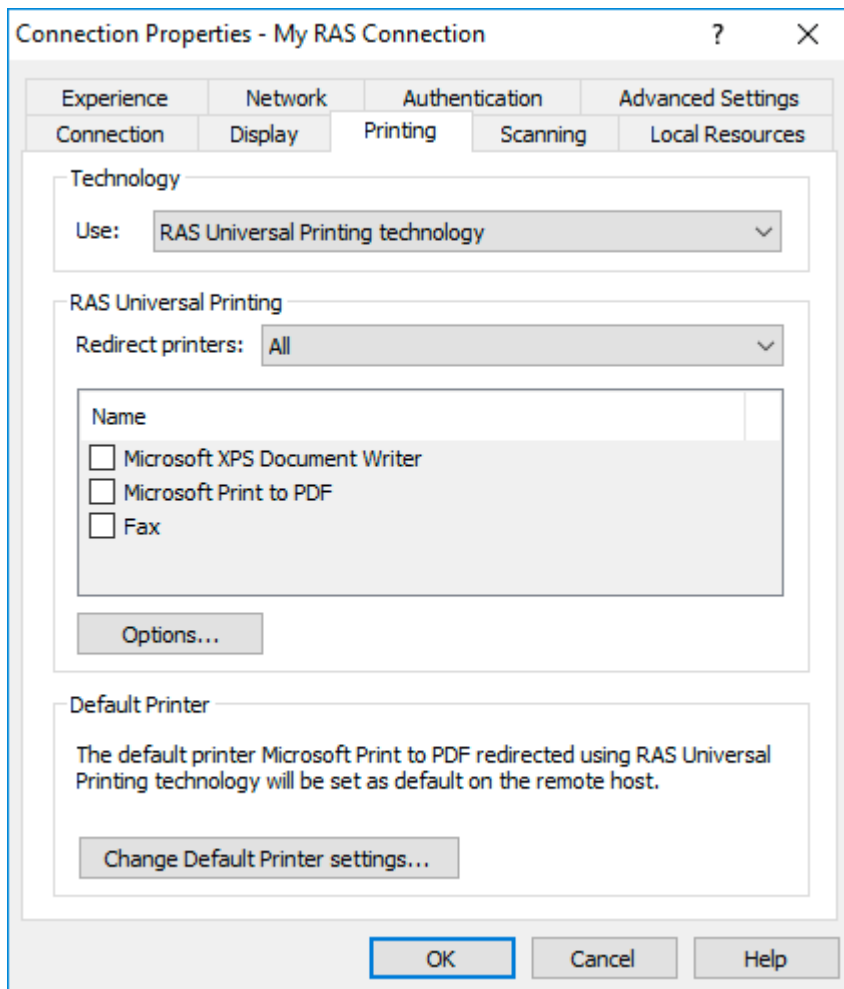 Connection Properties - My RAS Connection
?
Experience Network Authentication Advanced Settings
Connection Display Printing Scanning Local Resources
Technology
Use: RAS Universal Printing technology
RAS Universal Printing
Redirect printers: All
Name
Microsoft XPS Document Writer
Microsoft Print to PDF
Fax
Options...
Default Printer
The default printer Microsoft Print to PDF redirected using RAS Universal
Printing technology will be set as default on the remote host.
Change Default Printer settings...
OK Cancel Help